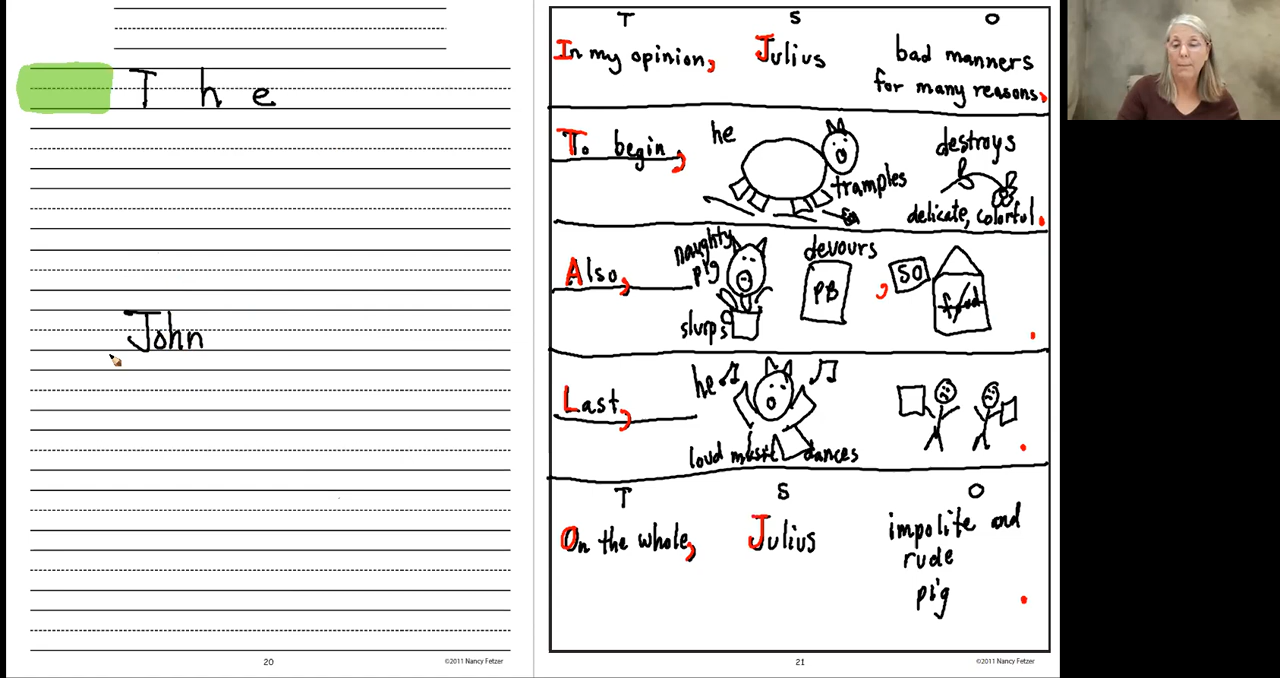 T h e
John
20
©2011 Nancy Fetzer
T S O
In my opinion, Julius bad manners
for many reasons.
To begin, he destroys
tramples
delicate, colorful.
Also, naughty pig devours
PB , so food
slurps .
Last, he
loud music dances .
T S O
On the whole, Julius impolite and
rude
pig .
21
©2011 Nancy Fetzer